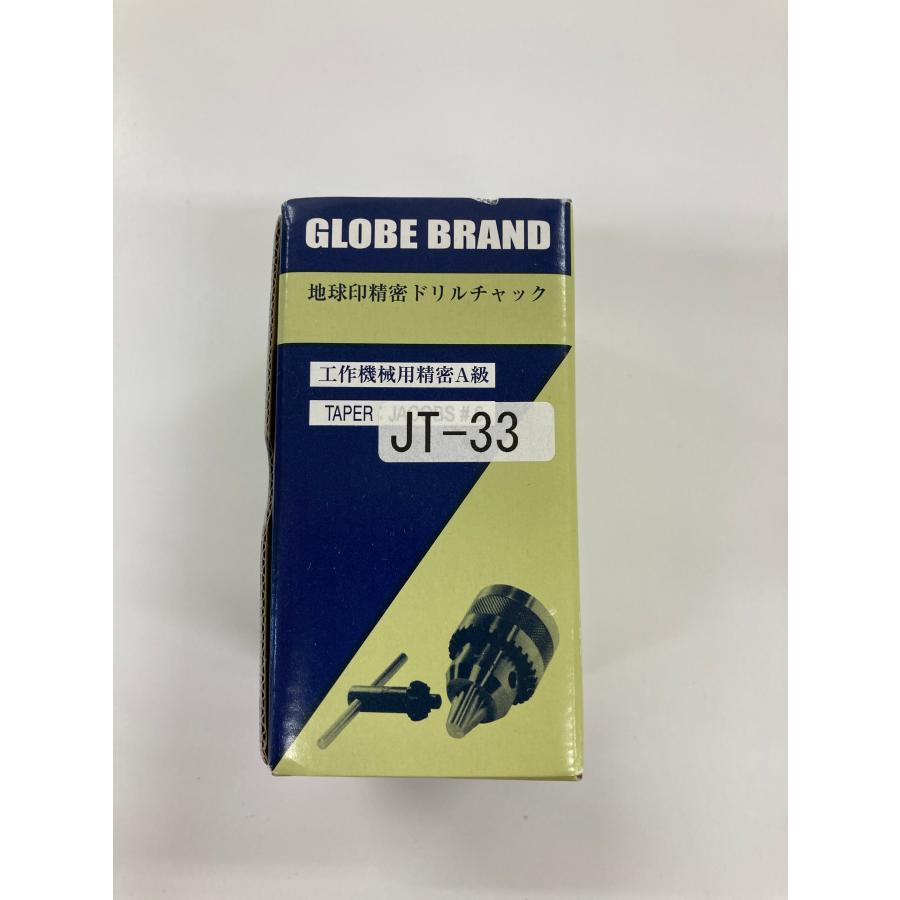 GLOBE BRAND
地球印精密ドリルチャック
工作機械用精密A級
TAPER : JACOBS #
JT-33